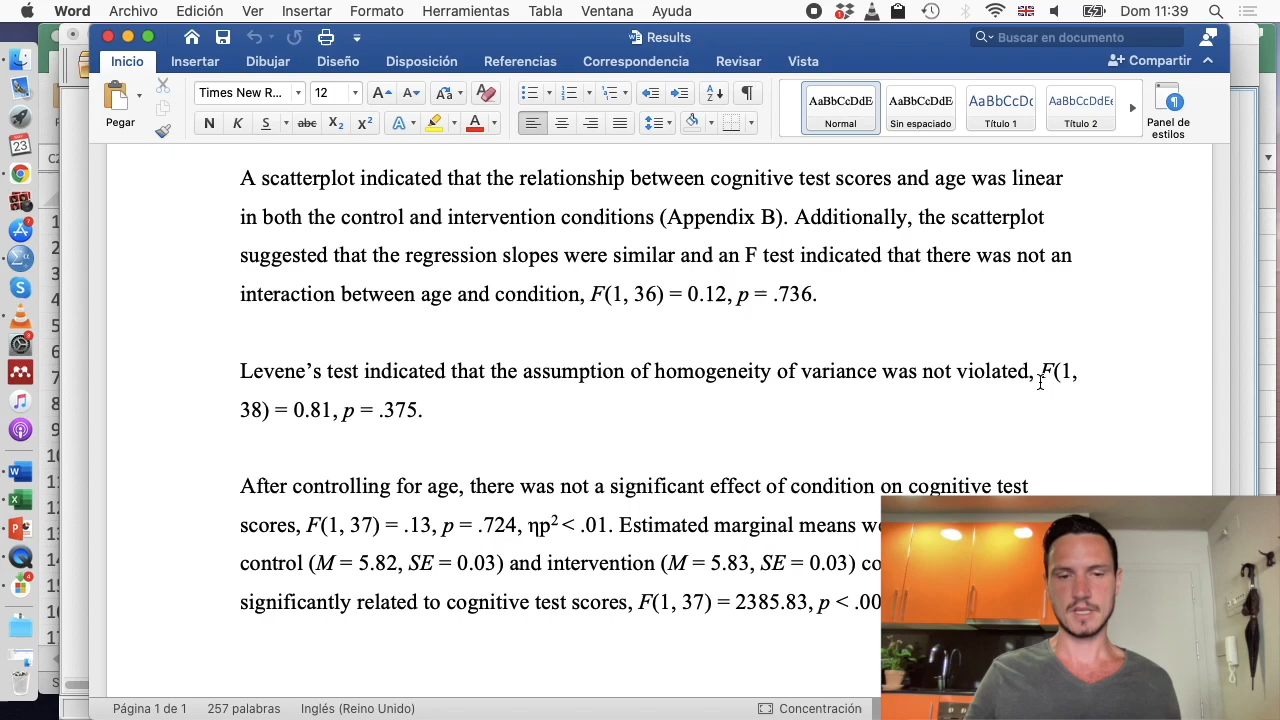 Word Archivo Edición Ver Insertar Formato Herramientas Tabla Ventana Ayuda Dom 11:39
Results
Buscar en documento
Inicio Insertar Dibujar Diseño Disposición Referencias Correspondencia Revisar Vista Compartir
Pegar
Times New R... 12
AaBbCcDdE AaBbCcDdE AaBbCcDc AaBbCcDdE
Normal Sin espaciado Título 1 Título 2
Panel de
estilos
A scatterplot indicated that the relationship between cognitive test scores and age was linear
in both the control and intervention conditions (Appendix B). Additionally, the scatterplot
suggested that the regression slopes were similar and an F test indicated that there was not an
interaction between age and condition, F(1, 36) = 0.12, p = .736.
Levene’s test indicated that the assumption of homogeneity of variance was not violated, F(1,
38) = 0.81, p = .375.
After controlling for age, there was not a significant effect of condition on cognitive test
scores, F(1, 37) = .13, p = .724, ηp² < .01. Estimated marginal means
control (M = 5.82, SE = 0.03) and intervention (M = 5.83, SE = 0.03)
significantly related to cognitive test scores, F(1, 37) = 2385.83, p < .00
Página 1 de 1 257 palabras Inglés (Reino Unido) Concentración